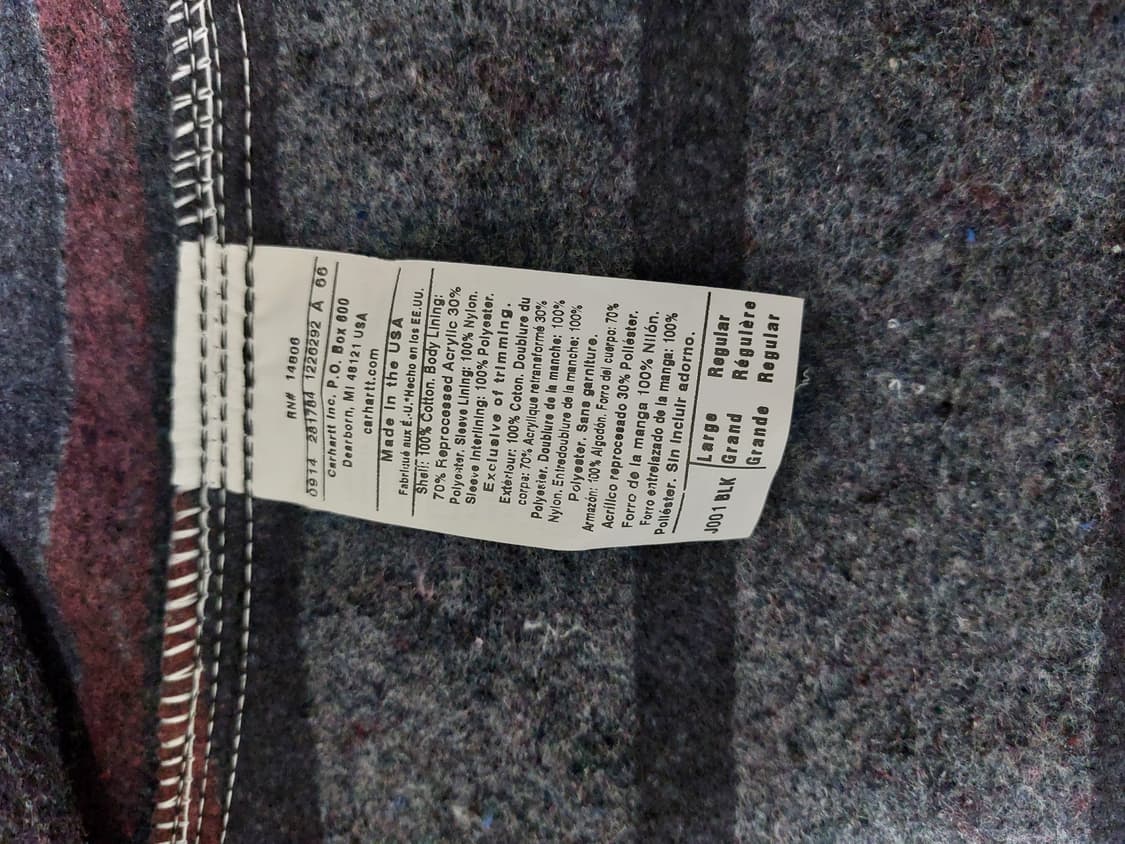 RN# 14806
0914 281784 1226292 A 66
Carhartt Inc. P.O. Box 600
Dearborn, MI 48121 USA
carhartt.com
Made in the USA
Fabriqué aux É.-U.•Hecho en los EE.UU.
Shell: 100% Cotton. Body Lining:
70% Reprocessed Acrylic 30%
Polyester. Sleeve Lining: 100% Nylon.
Sleeve Interlining: 100% Polyester.
Exclusive of trimming.
Extérieur: 100% Coton. Doublure du
corps: 70% Acrylique retransformé 30%
Polyester. Doublure de la manche: 100%
Nylon. Entredoublure de la manche: 100%
Polyester. Sans garniture.
Armazón: 100% Algodón. Forro del cuerpo: 70%
Acrílico reprocesado 30% Poliéster.
Forro de la manga 100% Nilón.
Forro entrelazado de la manga: 100%
Poliéster. Sin incluir adorno.
J001 BLK Large Regular
Grand Régulière
Grande Regular